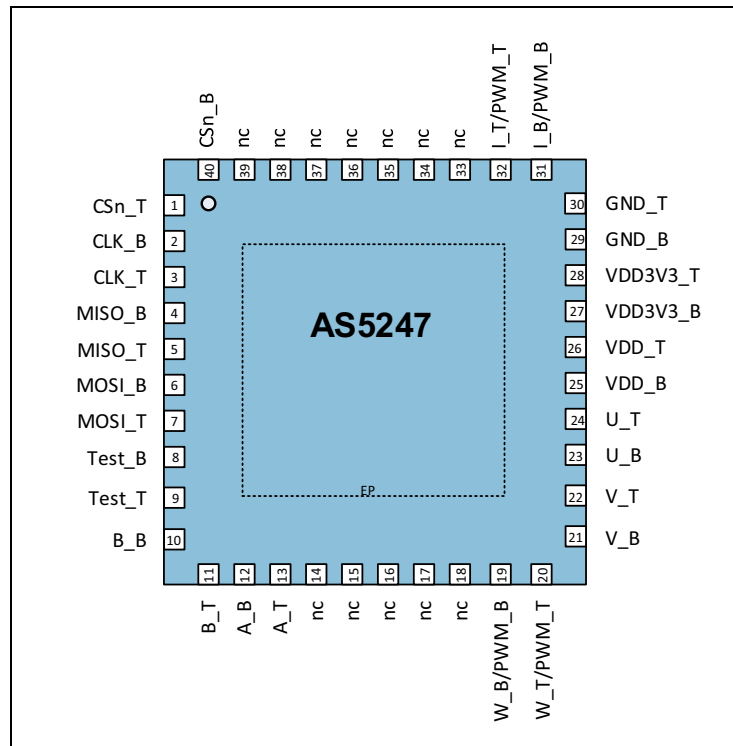 CSn_B
nc
nc
nc
nc
nc
nc
nc
I_T/PWM_T
I_B/PWM_B
40
39
38
37
36
35
34
33
32
31
CSn_T 1
CLK_B 2
CLK_T 3
MISO_B 4
MISO_T 5
MOSI_B 6
MOSI_T 7
Test_B 8
Test_T 9
B_B 10
AS5247
EP
30 GND_T
29 GND_B
28 VDD3V3_T
27 VDD3V3_B
26 VDD_T
25 VDD_B
24 U_T
23 U_B
22 V_T
21 V_B
11
12
13
14
15
16
17
18
19
20
B_T
A_B
A_T
nc
nc
nc
nc
nc
W_B/PWM_B
W_T/PWM_T